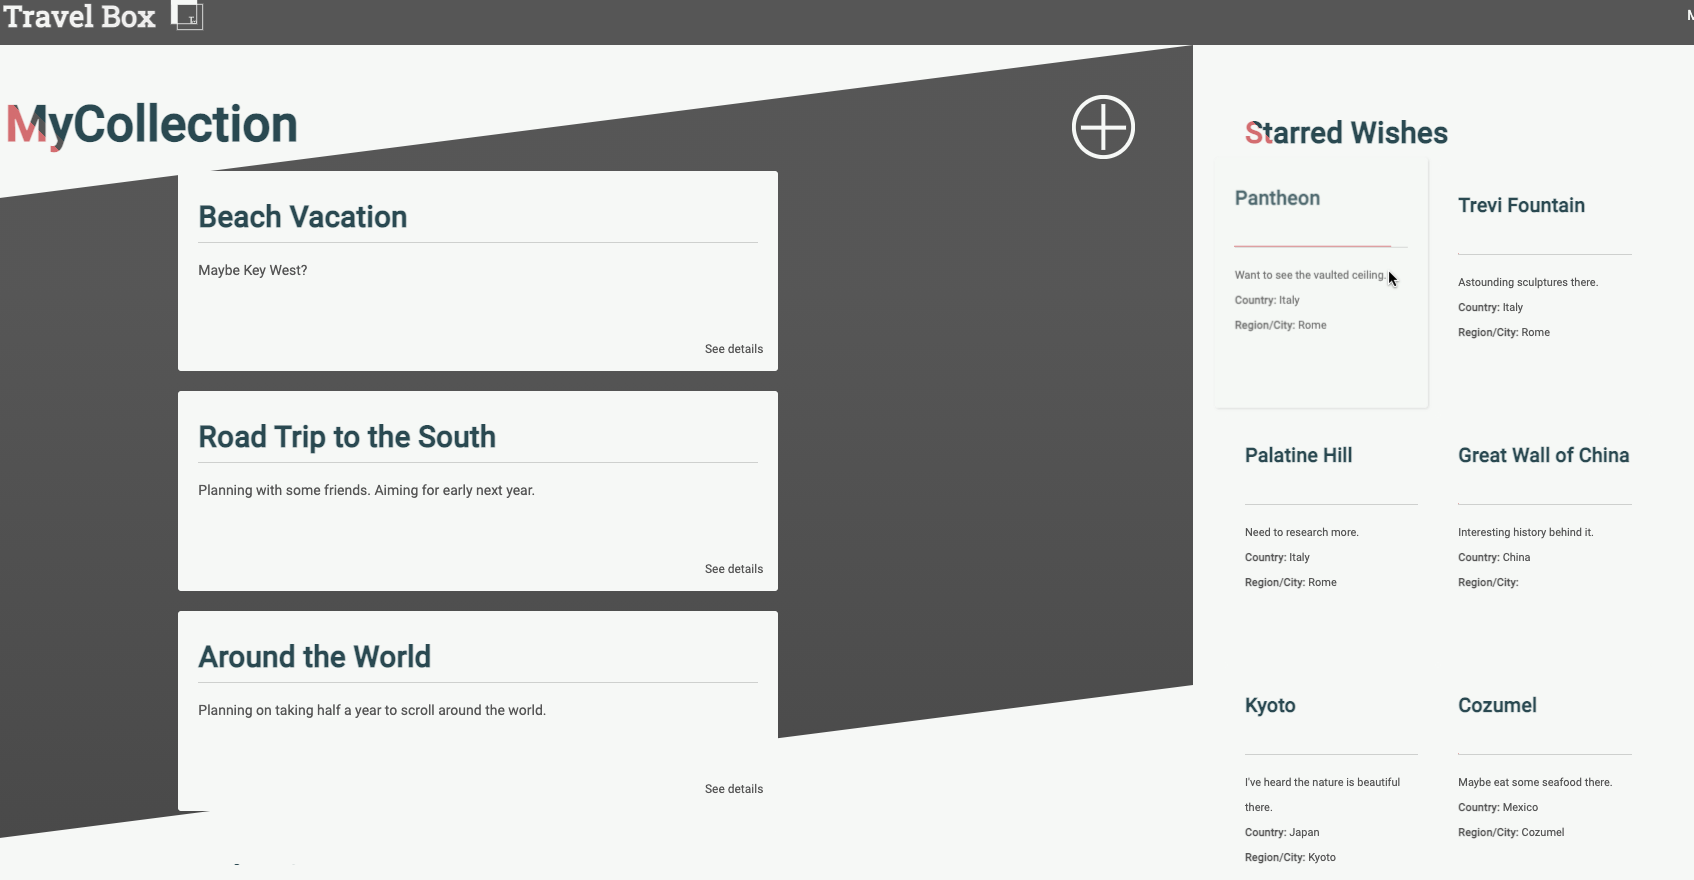 Travel Box
M
MyCollection
Beach Vacation
Maybe Key West?
See details
Road Trip to the South
Planning with some friends. Aiming for early next year.
See details
Around the World
Planning on taking half a year to scroll around the world.
See details
Starred Wishes
Pantheon
Want to see the vaulted ceiling.
Country: Italy
Region/City: Rome
Trevi Fountain
Astounding sculptures there.
Country: Italy
Region/City: Rome
Palatine Hill
Need to research more.
Country: Italy
Region/City: Rome
Great Wall of China
Interesting history behind it.
Country: China
Region/City:
Kyoto
I've heard the nature is beautiful
there.
Country: Japan
Region/City: Kyoto
Cozumel
Maybe eat some seafood there.
Country: Mexico
Region/City: Cozumel